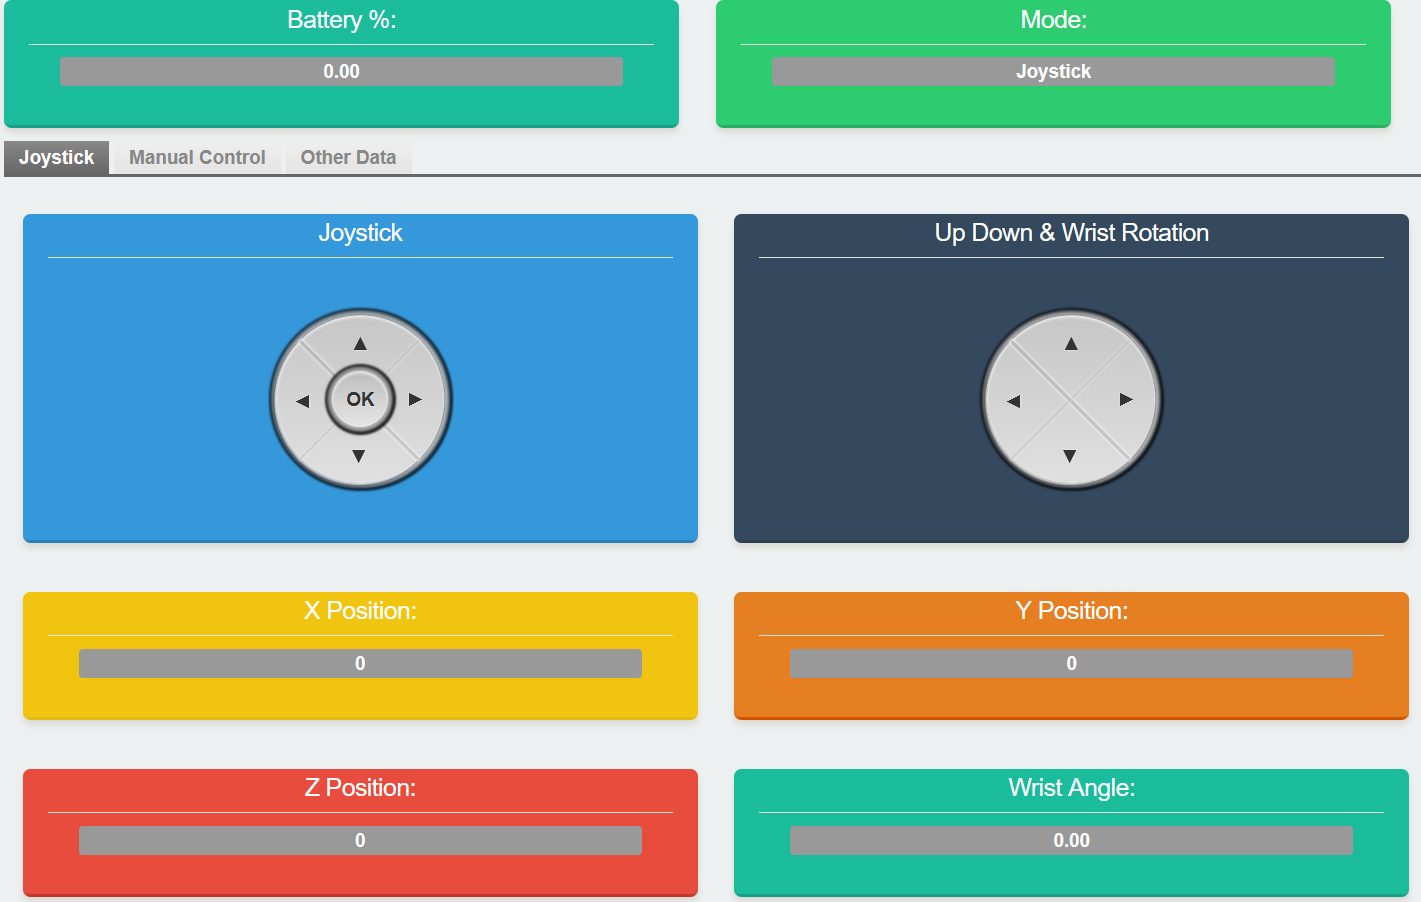 Battery %:
Mode:
0.00
Joystick
Joystick
Manual Control
Other Data
Joystick
Up Down & Wrist Rotation
▲
▲
◄ OK ►
◄ ►
▼
▼
X Position:
Y Position:
0
0
Z Position:
Wrist Angle:
0
0.00